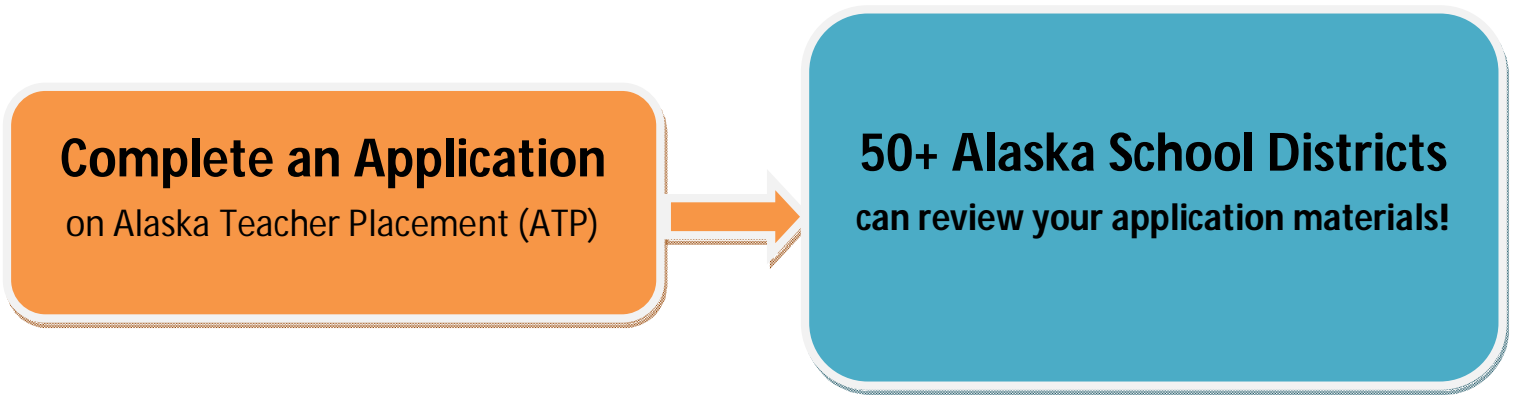 Complete an Application
on Alaska Teacher Placement (ATP)
50+ Alaska School Districts
can review your application materials!